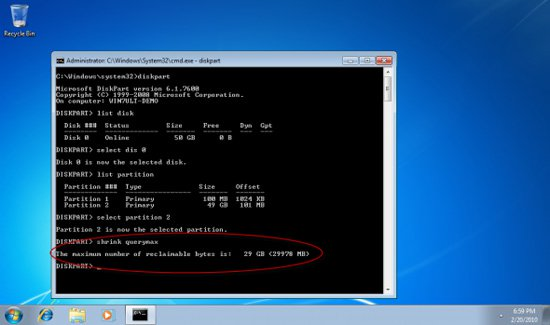 Recycle Bin
Administrator: C:\Windows\System32\cmd.exe - diskpart
C:\Windows\system32>diskpart
Microsoft DiskPart version 6.1.7600
Copyright (C) 1999-2008 Microsoft Corporation.
On computer: WIN7ULT-DEMO
DISKPART> list disk
Disk ### Status Size Free Dyn Gpt
Disk 0 Online 50 GB 0 B
DISKPART> select dis 0
Disk 0 is now the selected disk.
DISKPART> list partition
Partition ### Type Size Offset
Partition 1 Primary 100 MB 1024 KB
Partition 2 Primary 49 GB 101 MB
DISKPART> select partition 2
Partition 2 is now the selected partition.
DISKPART> shrink querymax
The maximum number of reclaimable bytes is: 29 GB (29978 MB)
DISKPART> _
6:59 PM
2/20/2010